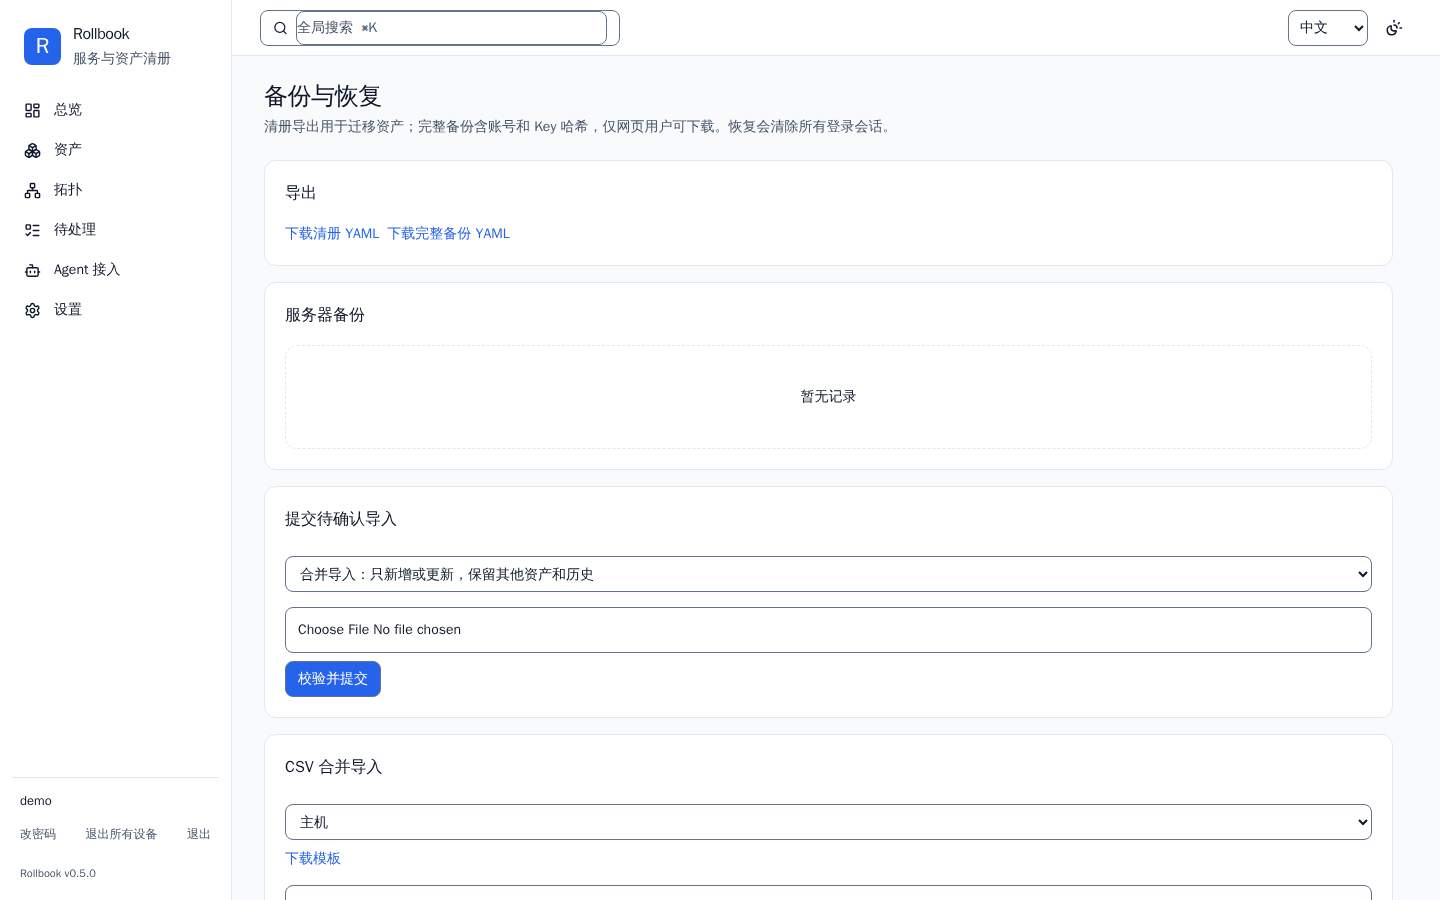 R
Rollbook
服务与资产清册
总览
资产
拓扑
待处理
Agent 接入
设置
demo
改密码 退出所有设备 退出
Rollbook v0.5.0
全局搜索 ⌘K
中文
备份与恢复
清册导出用于迁移资产；完整备份含账号和 Key 哈希，仅网页用户可下载。恢复会清除所有登录会话。
导出
下载清册 YAML 下载完整备份 YAML
服务器备份
暂无记录
提交待确认导入
合并导入：只新增或更新，保留其他资产和历史
Choose File No file chosen
校验并提交
CSV 合并导入
主机
下载模板